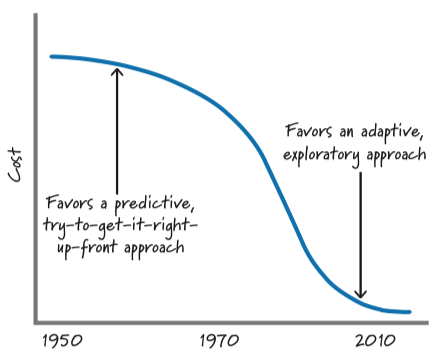 Cost
Favors a predictive,
try-to-get-it-right-
up-front approach
Favors an adaptive,
exploratory approach
1950
1970
2010